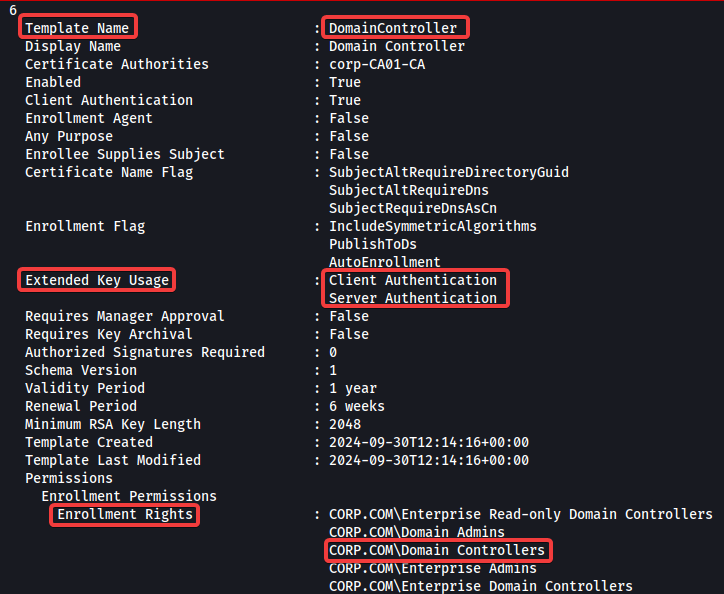 6
Template Name : DomainController
Display Name : Domain Controller
Certificate Authorities : corp-CA01-CA
Enabled : True
Client Authentication : True
Enrollment Agent : False
Any Purpose : False
Enrollee Supplies Subject : False
Certificate Name Flag : SubjectAltRequireDirectoryGuid
SubjectAltRequireDns
SubjectRequireDnsAsCn
Enrollment Flag : IncludeSymmetricAlgorithms
PublishToDs
AutoEnrollment
Extended Key Usage : Client Authentication
Server Authentication
Requires Manager Approval : False
Requires Key Archival : False
Authorized Signatures Required : 0
Schema Version : 1
Validity Period : 1 year
Renewal Period : 6 weeks
Minimum RSA Key Length : 2048
Template Created : 2024-09-30T12:14:16+00:00
Template Last Modified : 2024-09-30T12:14:16+00:00
Permissions
Enrollment Permissions
Enrollment Rights : CORP.COM\Enterprise Read-only Domain Controllers
CORP.COM\Domain Admins
CORP.COM\Domain Controllers
CORP.COM\Enterprise Admins
CORP.COM\Enterprise Domain Controllers